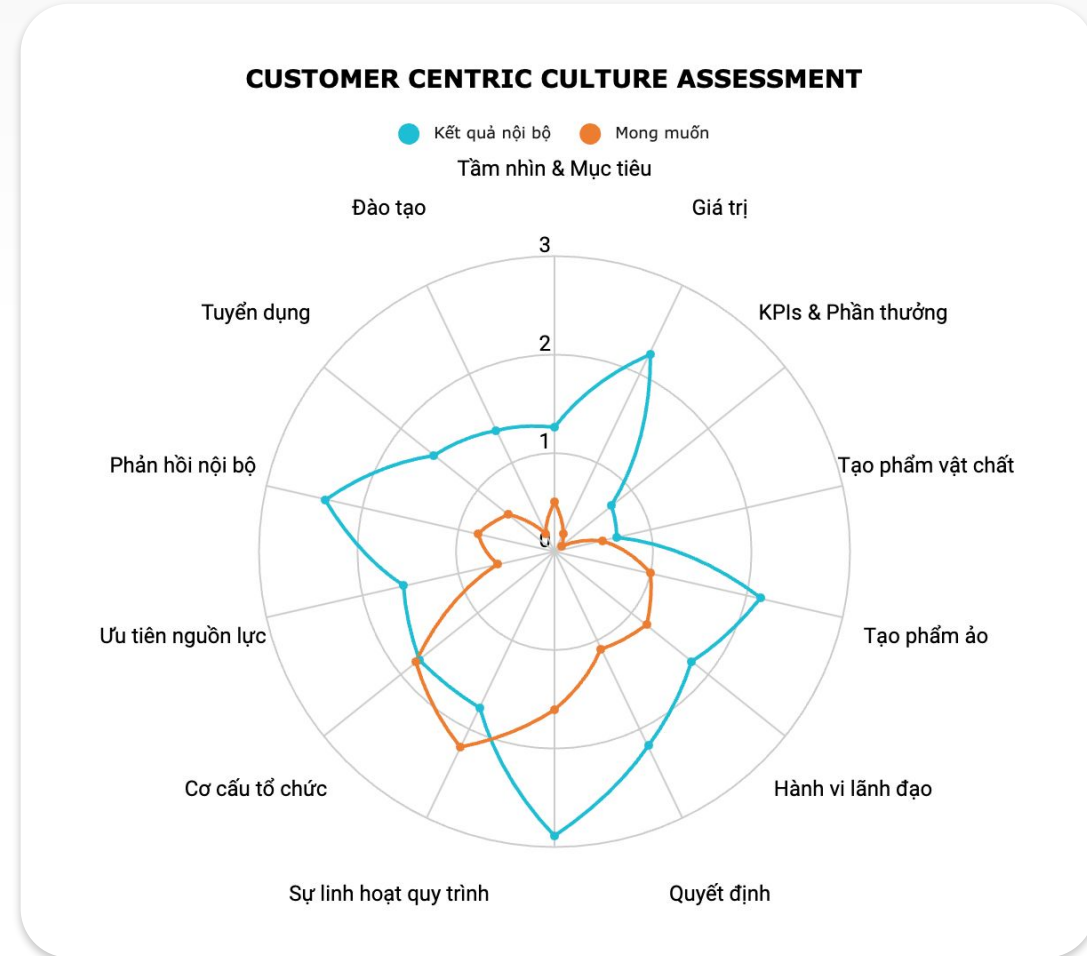 CUSTOMER CENTRIC CULTURE ASSESSMENT
Kết quả nội bộ Mong muốn
Tầm nhìn & Mục tiêu
Đào tạo Giá trị
3
Tuyển dụng KPIs & Phần thưởng
2
1
Phản hồi nội bộ Tạo phẩm vật chất
0
Ưu tiên nguồn lực Tạo phẩm ảo
Cơ cấu tổ chức Hành vi lãnh đạo
Sự linh hoạt quy trình Quyết định